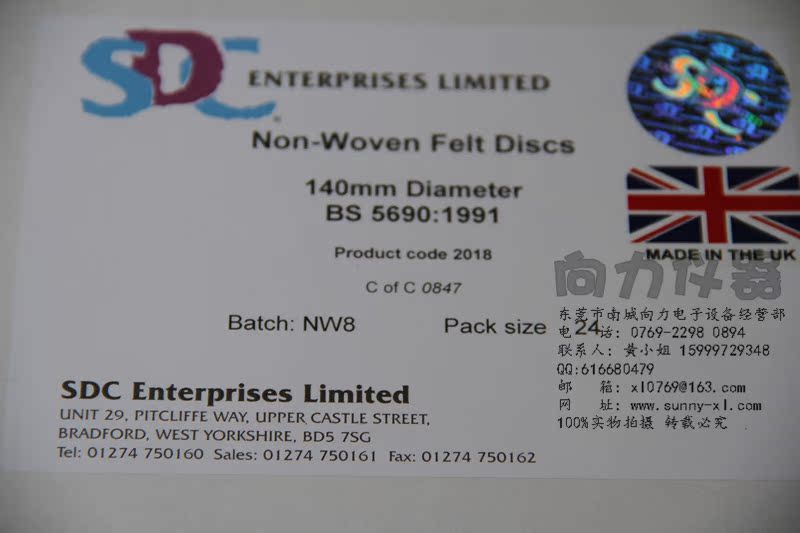 SDC ENTERPRISES LIMITED
Non-Woven Felt Discs
140mm Diameter
BS 5690:1991
Product code 2018
C of C 0847
Batch: NW8 Pack size 24
MADE IN THE UK
向力仪器
东莞市南城向力电子设备经营部
电 话: 0769-2298 0894
联系人: 黄小姐 15999729348
QQ:616680479
邮 箱: xl0769@163.com
网 址: www.sunny-xl.com
100%实物拍摄 转载必究
SDC Enterprises Limited
UNIT 29, PITCLIFFE WAY, UPPER CASTLE STREET,
BRADFORD, WEST YORKSHIRE, BD5 7SG
Tel: 01274 750160 Sales: 01274 750161 Fax: 01274 750162